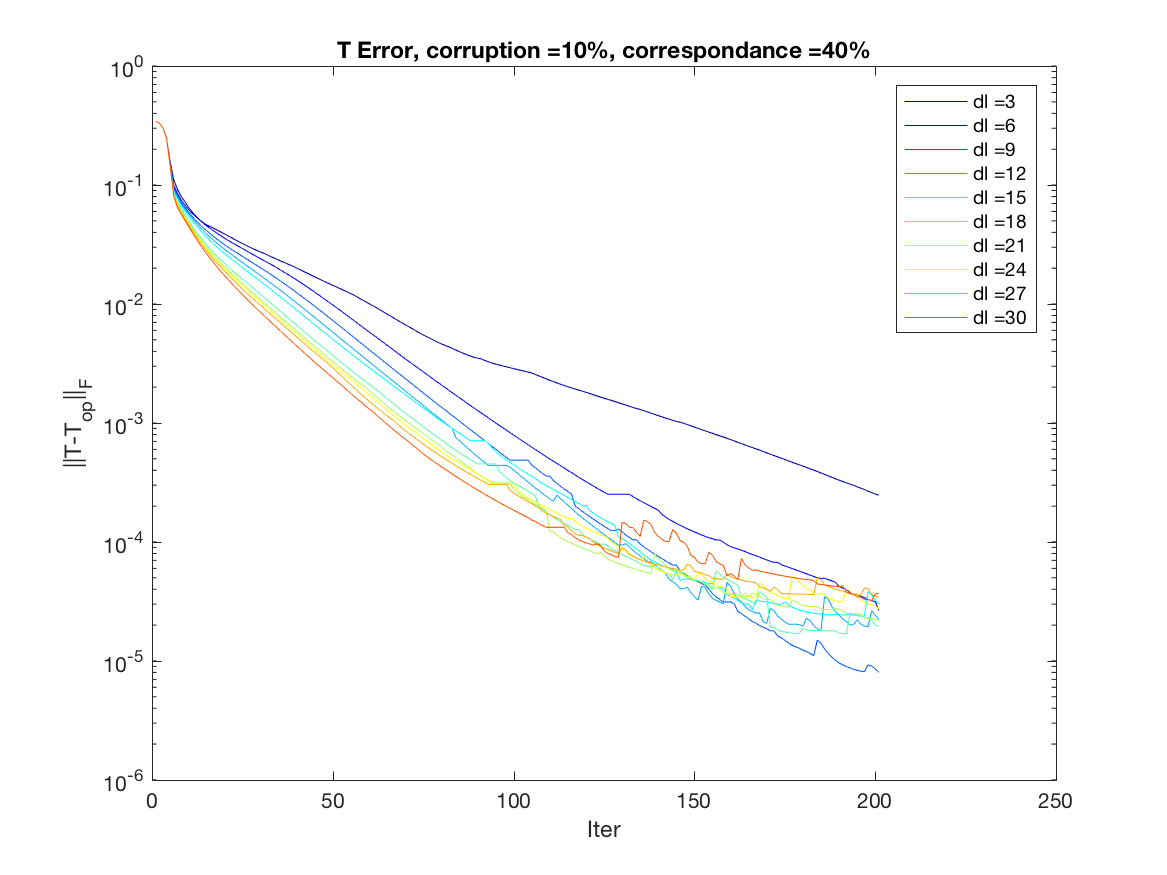 T Error, corruption =10%, correspondance =40%
10^0
10^-1
10^-2
10^-3
10^-4
10^-5
10^-6
||T-T_op||_F
0
50
100
150
200
250
Iter
dl =3
dl =6
dl =9
dl =12
dl =15
dl =18
dl =21
dl =24
dl =27
dl =30